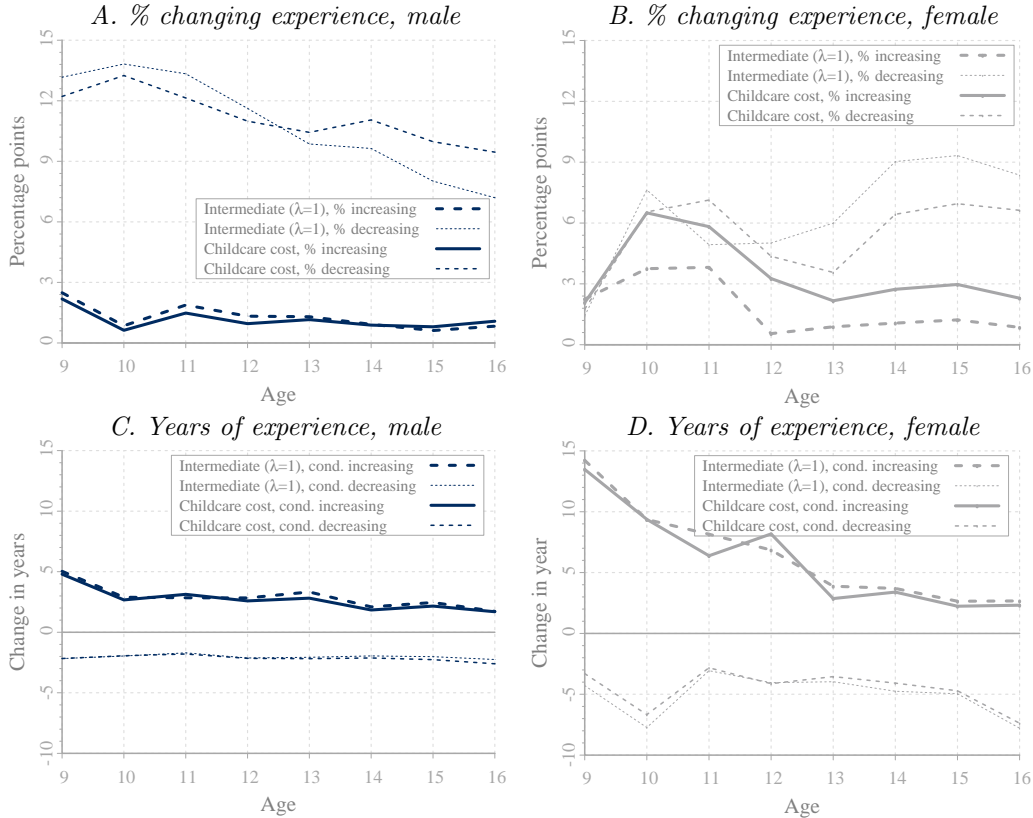 A. % changing experience, male
Percentage points
15
12
9
6
3
0
Intermediate (λ=1), % increasing
Intermediate (λ=1), % decreasing
Childcare cost, % increasing
Childcare cost, % decreasing
9 10 11 12 13 14 15 16
Age
B. % changing experience, female
Percentage points
15
12
9
6
3
0
Intermediate (λ=1), % increasing
Intermediate (λ=1), % decreasing
Childcare cost, % increasing
Childcare cost, % decreasing
9 10 11 12 13 14 15 16
Age
C. Years of experience, male
Change in years
15
10
5
0
-5
-10
Intermediate (λ=1), cond. increasing
Intermediate (λ=1), cond. decreasing
Childcare cost, cond. increasing
Childcare cost, cond. decreasing
9 10 11 12 13 14 15 16
Age
D. Years of experience, female
Change in year
15
10
5
0
-5
-10
Intermediate (λ=1), cond. increasing
Intermediate (λ=1), cond. decreasing
Childcare cost, cond. increasing
Childcare cost, cond. decreasing
9 10 11 12 13 14 15 16
Age